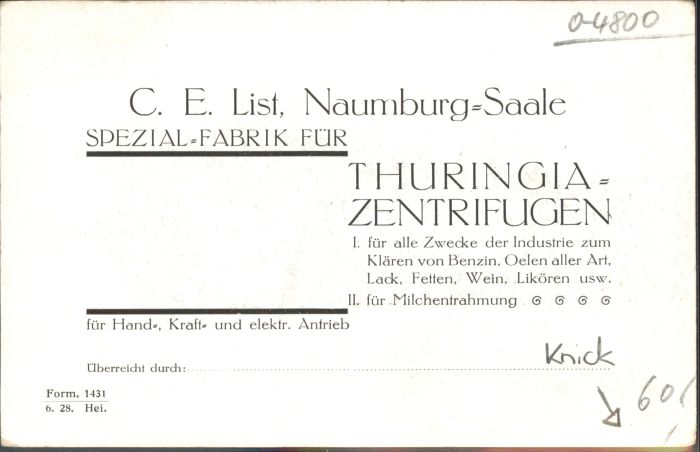 0-4800
C. E. List, Naumburg=Saale
SPEZIAL=FABRIK FÜR
THURINGIA=
ZENTRIFUGEN
I. für alle Zwecke der Industrie zum
Klären von Benzin, Oelen aller Art,
Lack, Fetten, Wein, Likören usw.
II. für Milchentrahmung
für Hand=, Kraft= und elektr. Antrieb
Knick
Überreicht durch:
Form. 1431
6. 28. Hei.